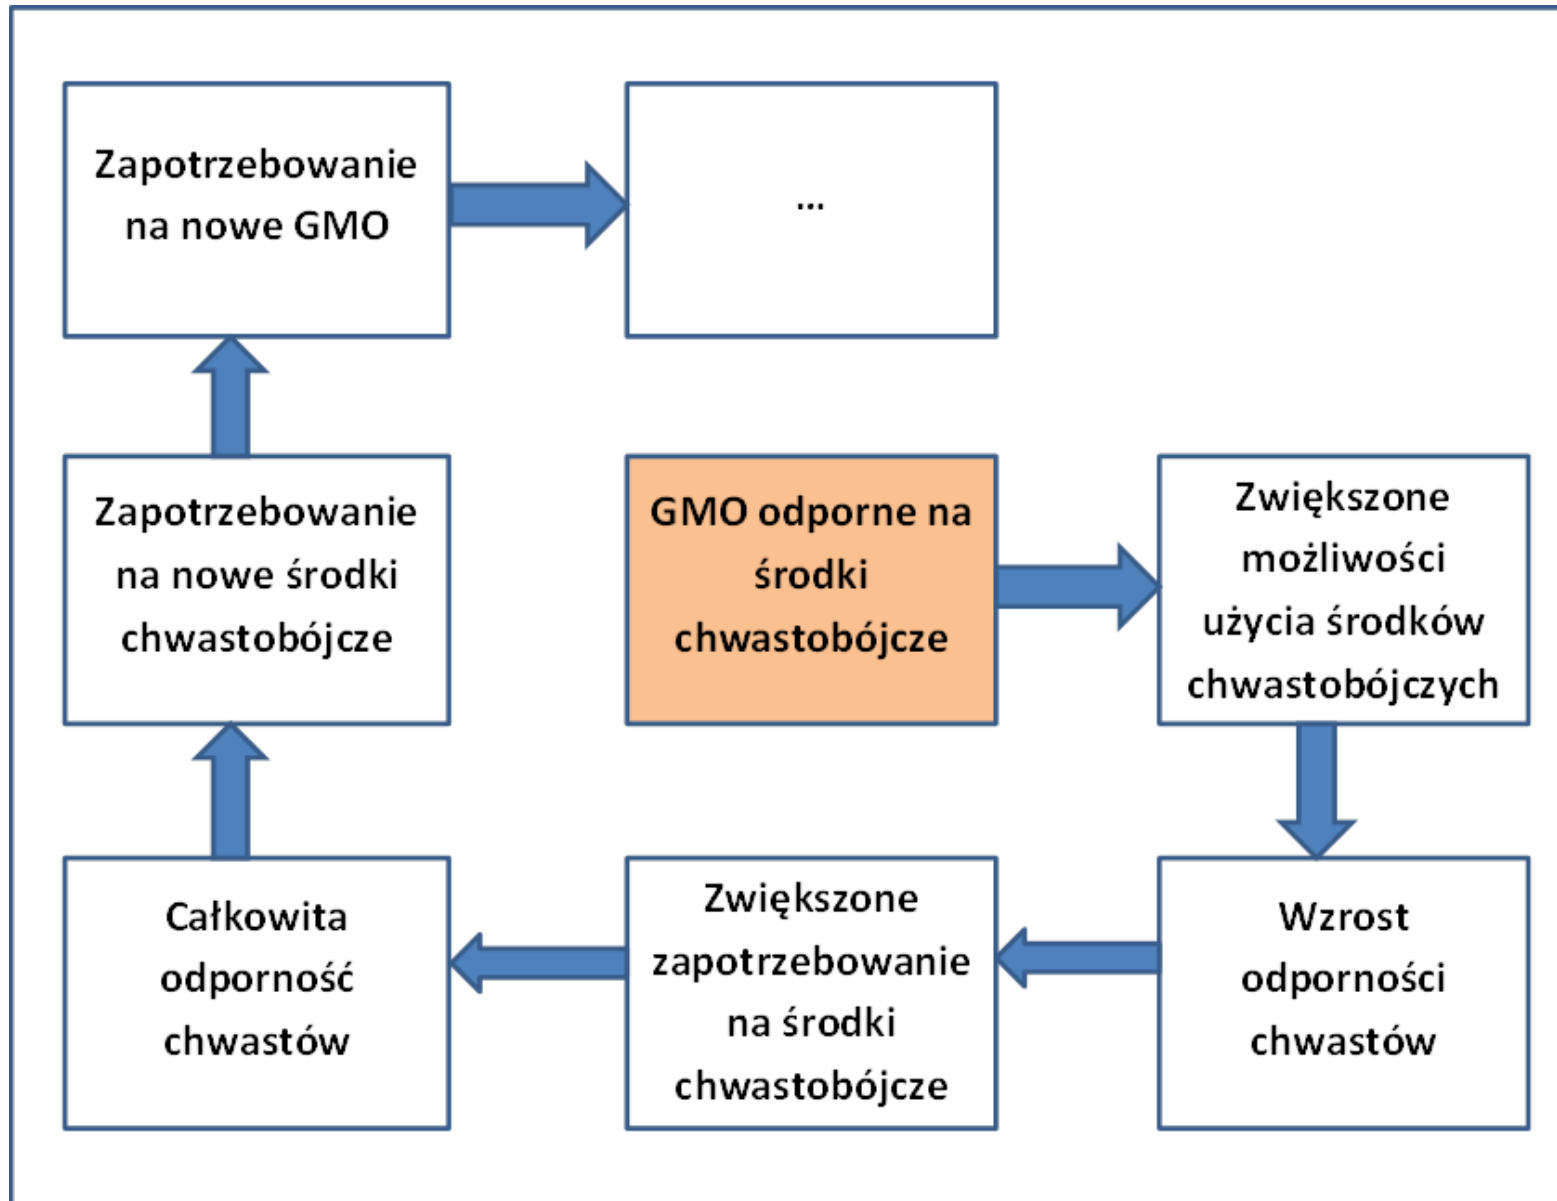 Zapotrzebowanie
na nowe GMO
...
Zapotrzebowanie
na nowe środki
chwastobójcze
GMO odporne na
środki
chwastobójcze
Zwiększone
możliwości
użycia środków
chwastobójczych
Całkowita
odporność
chwastów
Zwiększone
zapotrzebowanie
na środki
chwastobójcze
Wzrost
odporności
chwastów